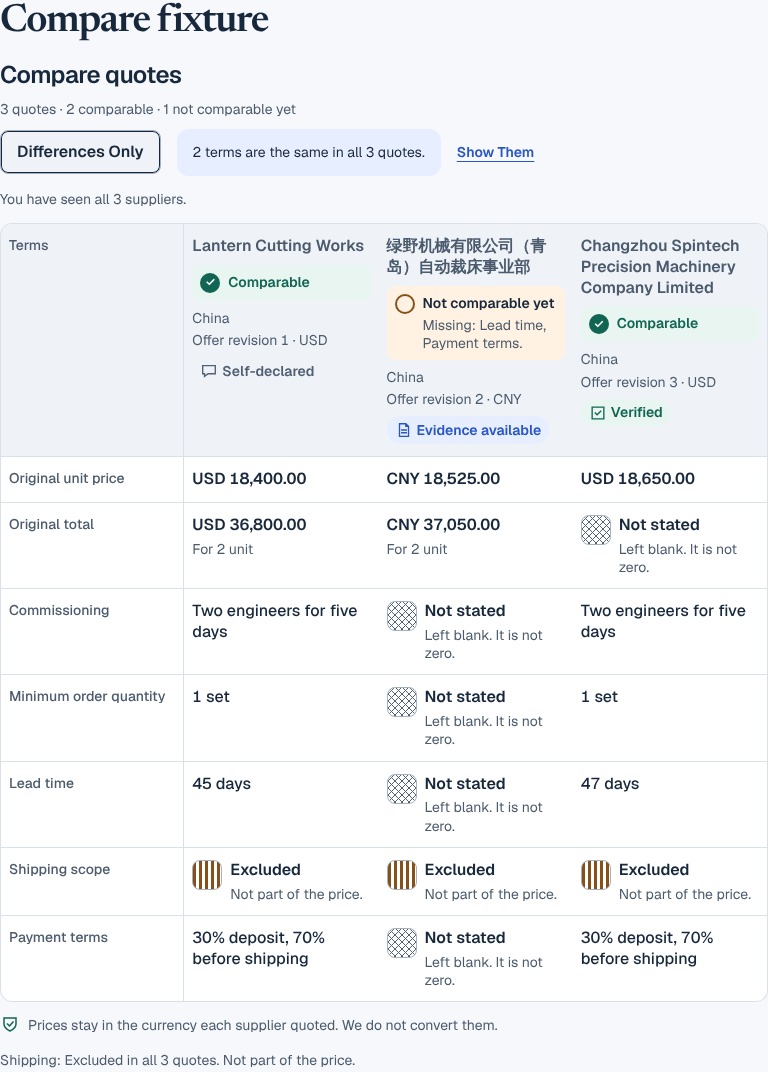 Compare fixture
Compare quotes
3 quotes · 2 comparable · 1 not comparable yet
Differences Only
2 terms are the same in all 3 quotes.
Show Them
You have seen all 3 suppliers.
Terms
Lantern Cutting Works
Comparable
China
Offer revision 1 · USD
Self-declared
绿野机械有限公司（青
岛）自动裁床事业部
Not comparable yet
Missing: Lead time,
Payment terms.
China
Offer revision 2 · CNY
Evidence available
Changzhou Spintech
Precision Machinery
Company Limited
Comparable
China
Offer revision 3 · USD
Verified
Original unit price
USD 18,400.00
CNY 18,525.00
USD 18,650.00
Original total
USD 36,800.00
For 2 unit
CNY 37,050.00
For 2 unit
Not stated
Left blank. It is not
zero.
Commissioning
Two engineers for five
days
Not stated
Left blank. It is not
zero.
Two engineers for five
days
Minimum order quantity
1 set
Not stated
Left blank. It is not
zero.
1 set
Lead time
45 days
Not stated
Left blank. It is not
zero.
47 days
Shipping scope
Excluded
Not part of the price.
Excluded
Not part of the price.
Excluded
Not part of the price.
Payment terms
30% deposit, 70%
before shipping
Not stated
Left blank. It is not
zero.
30% deposit, 70%
before shipping
Prices stay in the currency each supplier quoted. We do not convert them.
Shipping: Excluded in all 3 quotes. Not part of the price.